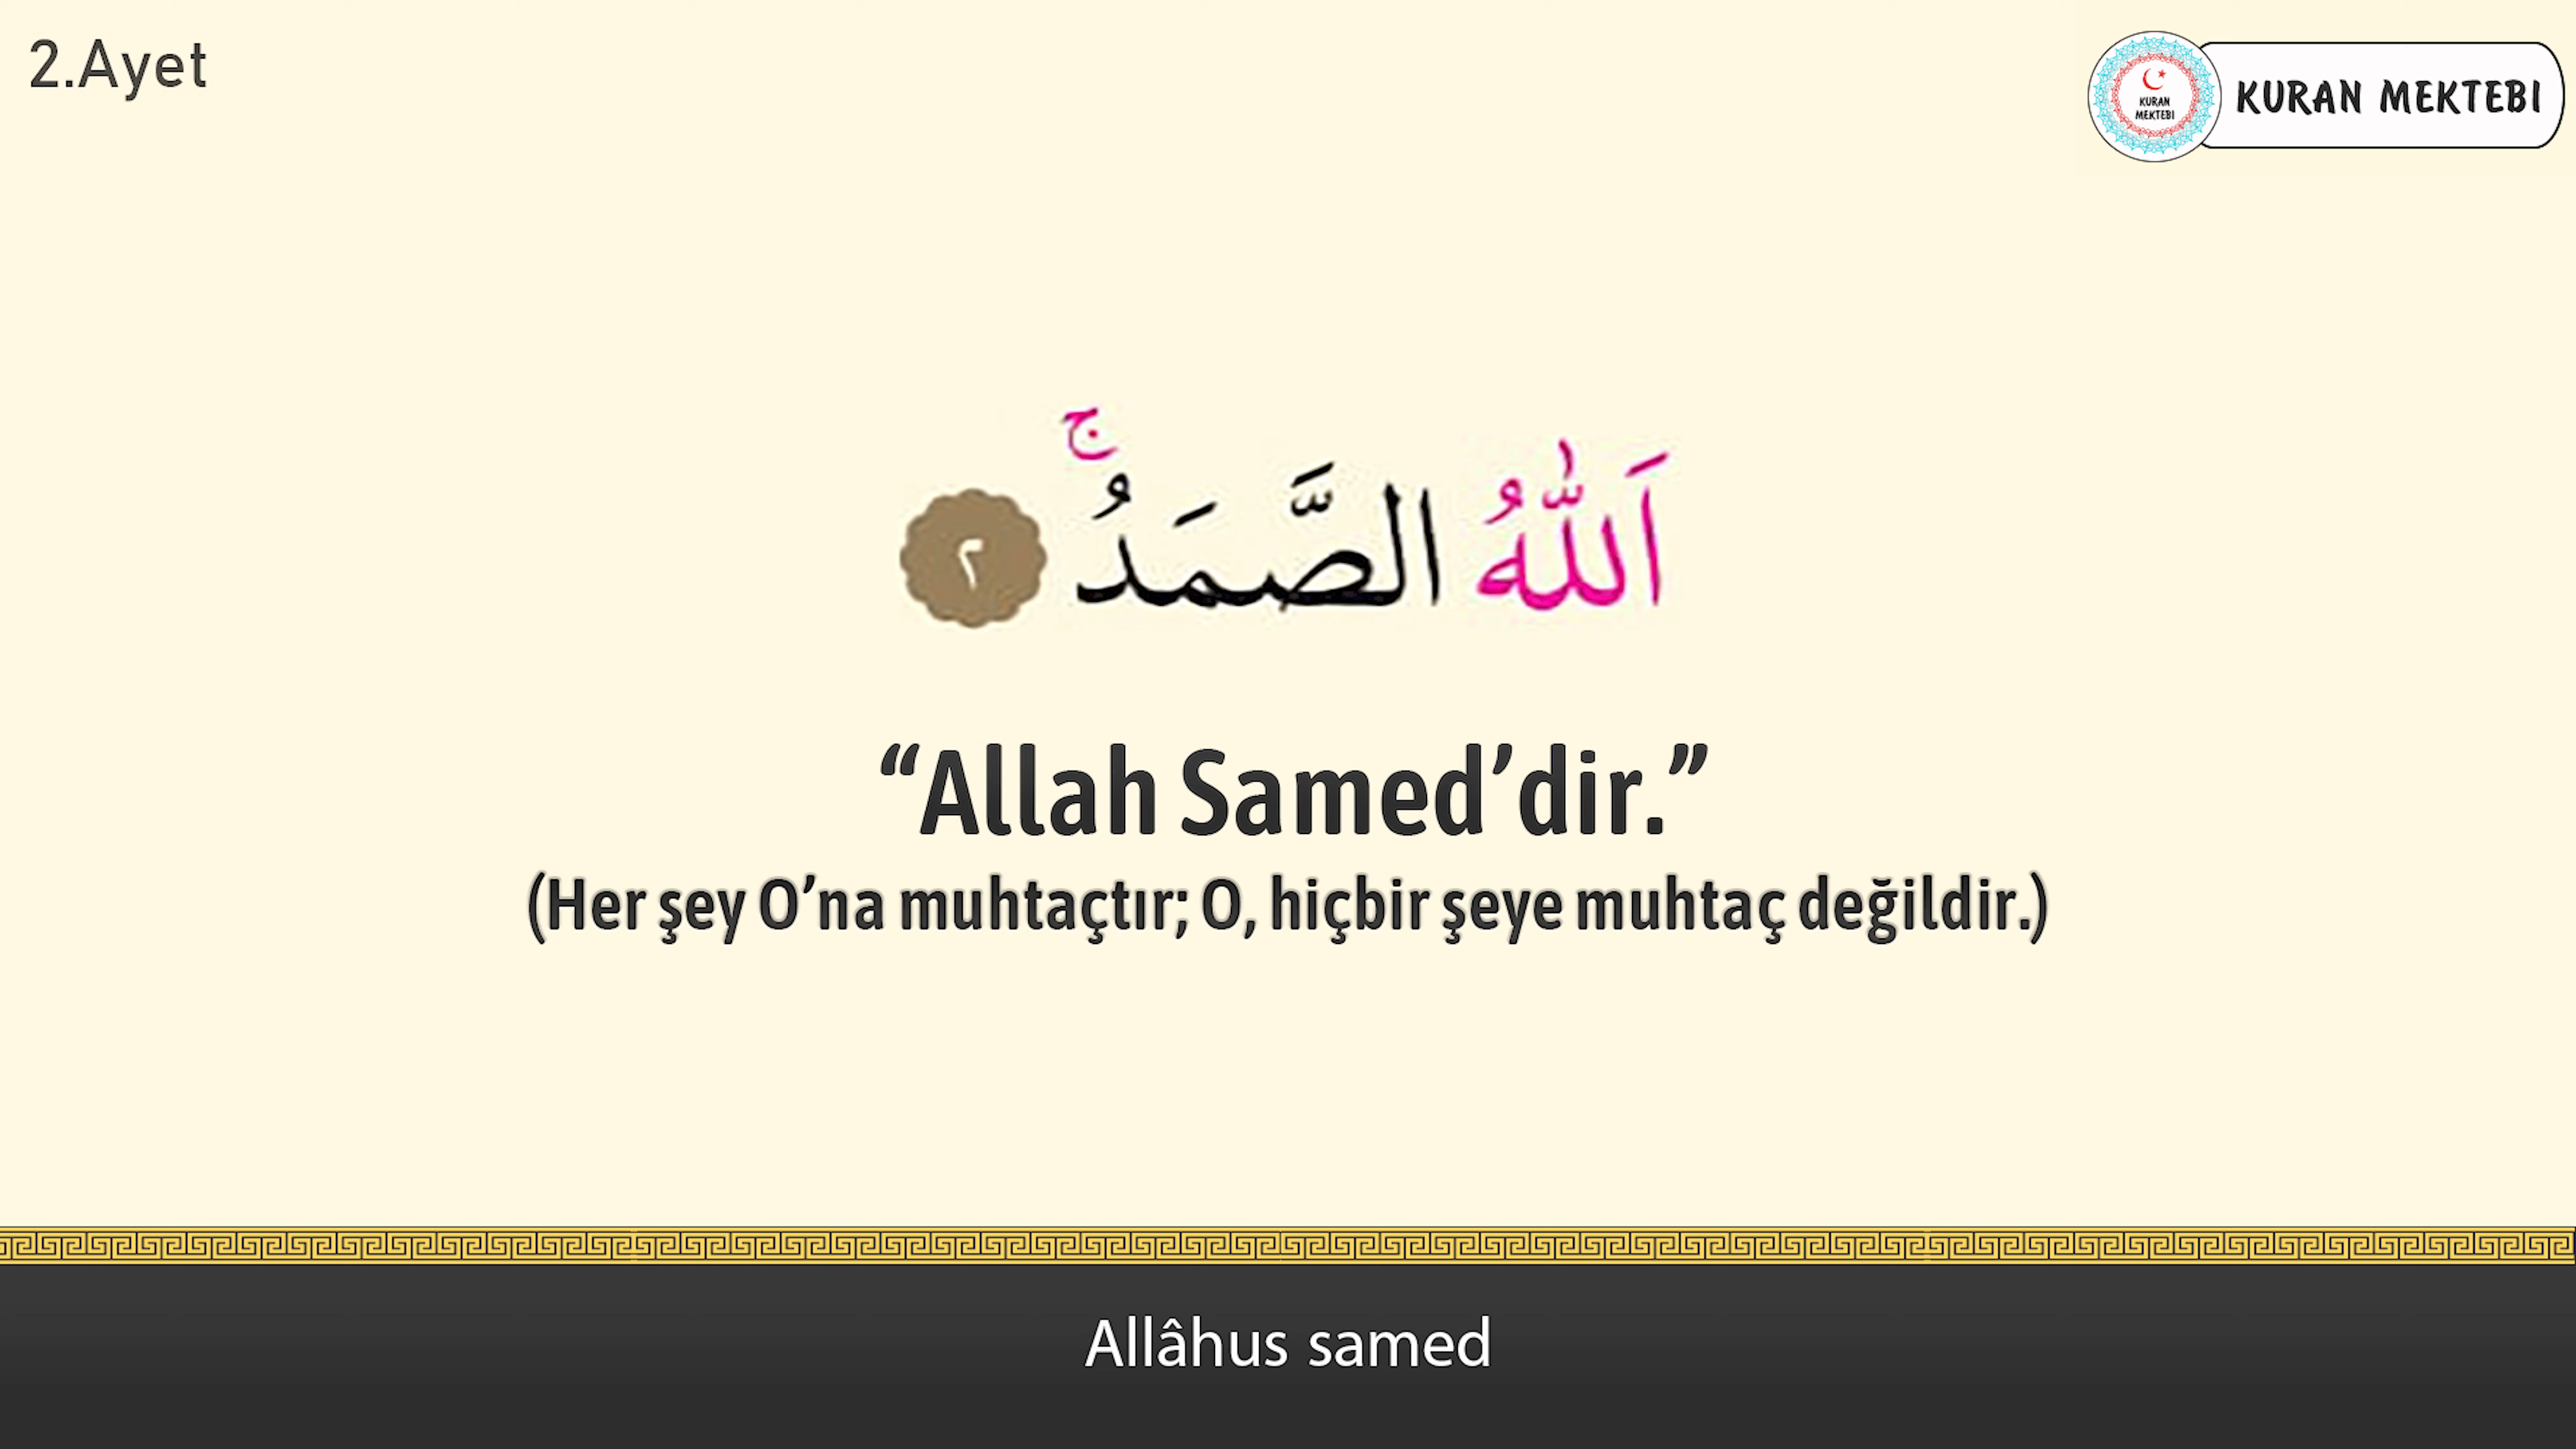 2.Ayet
KURAN
MEKTEBI
KURAN MEKTEBI
اَللّٰهُ الصَّمَدُۚ ٢
“Allah Samed’dir.”
(Her şey O’na muhtaçtır; O, hiçbir şeye muhtaç değildir.)
Allâhus samed